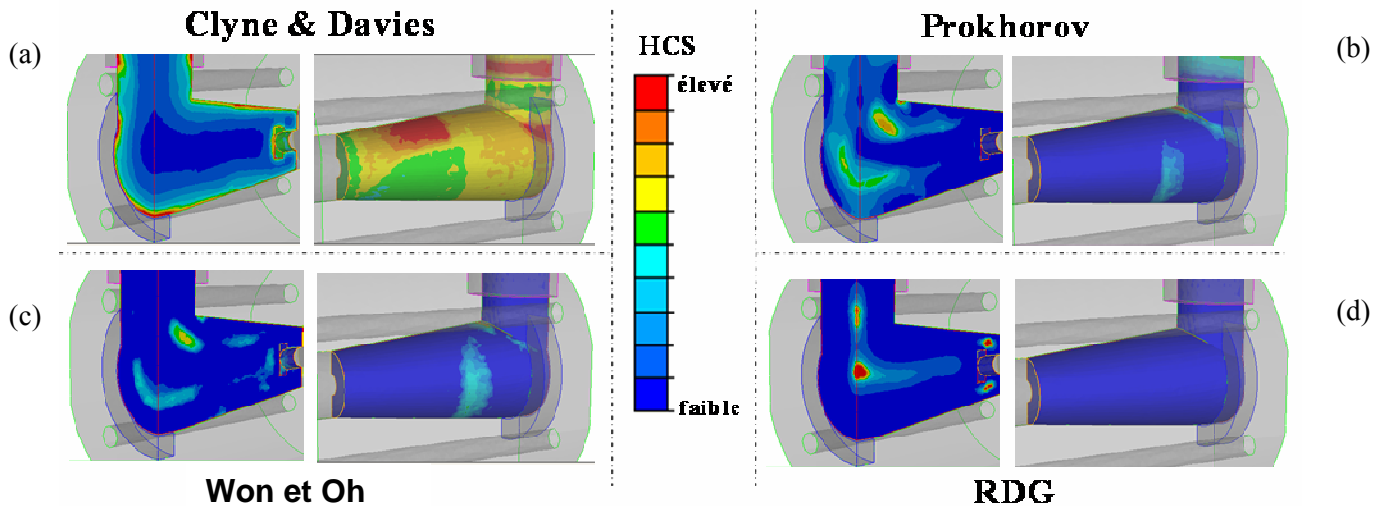 Clyne & Davies
Prokhorov
(a)
HCS
(b)
élevé
(c)
(d)
faible
Won et Oh
RDG